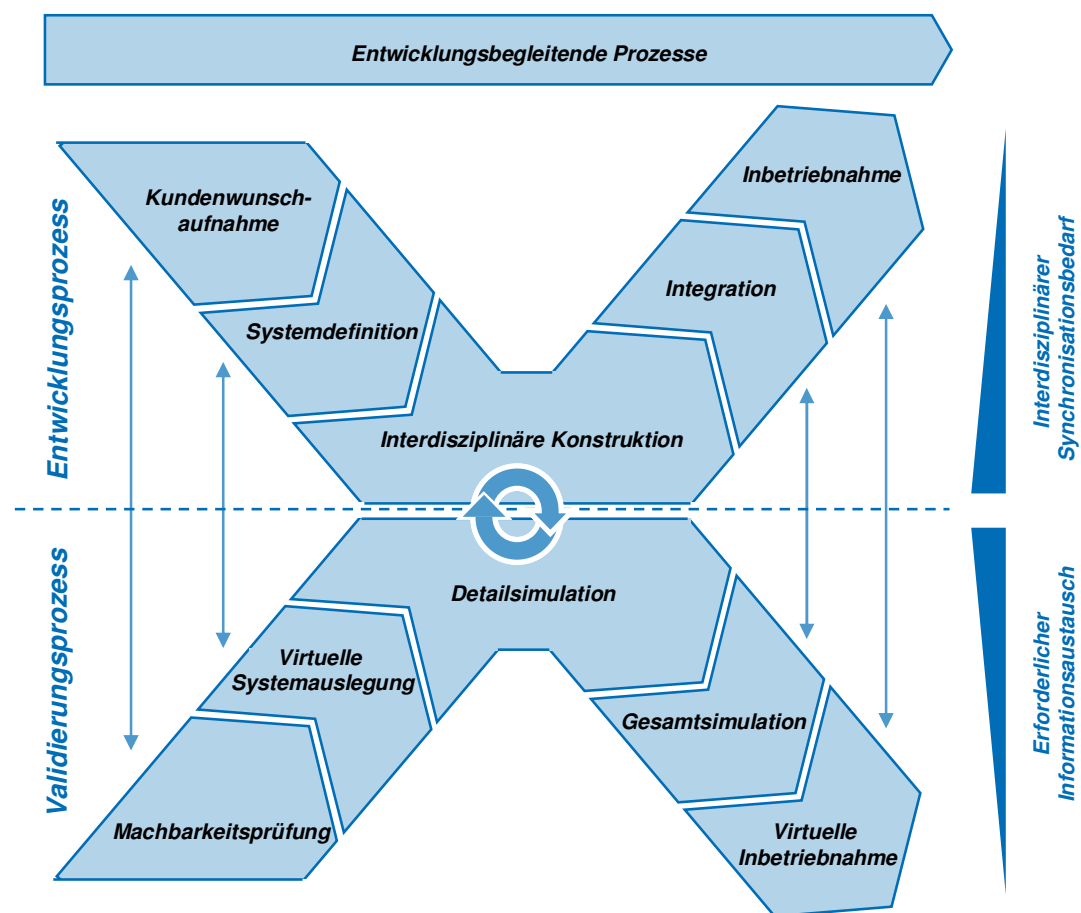 Entwicklungsbegleitende Prozesse
Entwicklungsprozess
Kundenwunsch-
aufnahme
Systemdefinition
Interdisziplinäre Konstruktion
Integration
Inbetriebnahme
Interdisziplinärer
Synchronisationsbedarf
Validierungsprozess
Machbarkeitsprüfung
Virtuelle
Systemauslegung
Detailsimulation
Gesamtsimulation
Virtuelle
Inbetriebnahme
Erforderlicher
Informationsaustausch